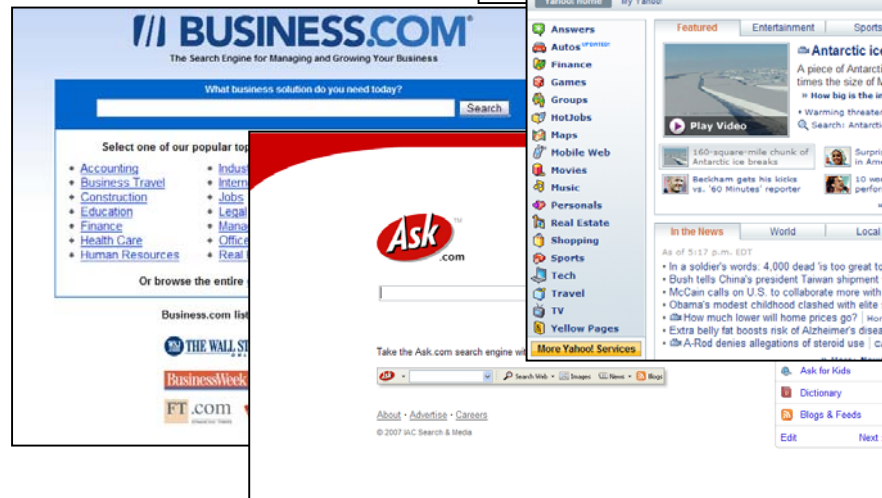 BUSINESS.COM
The Search Engine for Managing and Growing Your Business
What business solution do you need today?
Search
Select one of our popular top
Accounting
Business Travel
Construction
Education
Finance
Health Care
Human Resources
Indus
Intern
Jobs
Legal
Mana
Office
Real
Or browse the entire
Business.com list
THE WALL ST
BusinessWeek
FT.com
Ask™
.com
Take the Ask.com search engine wit
Ask
Search Web
Images
News
Blogs
About · Advertise · Careers
© 2007 IAC Search & Media
Ask for Kids
Dictionary
Blogs & Feeds
Edit Next
Yahoo! Home My Yahoo!
Answers
Autos UPDATED!
Finance
Games
Groups
HotJobs
Maps
Mobile Web
Movies
Music
Personals
Real Estate
Shopping
Sports
Tech
Travel
TV
Yellow Pages
More Yahoo! Services
Featured Entertainment Sports
Antarctic ice
A piece of Antarcti
times the size of M
» How big is the i
• Warming threate
Search: Antarcti
Play Video
160-square-mile chunk of
Antarctic ice breaks
Surpri
in Ame
Beckham gets his kicks
vs. '60 Minutes' reporter
10 wo
perfor
In the News World Local
As of 5:17 p.m. EDT
• In a soldier's words: 4,000 dead 'is too great to
• Bush tells China's president Taiwan shipment
• McCain calls on U.S. to collaborate more with
• Obama's modest childhood clashed with elite
• How much lower will home prices go? | Hor
• Extra belly fat boosts risk of Alzheimer's disea
• A-Rod denies allegations of steroid use | Ca